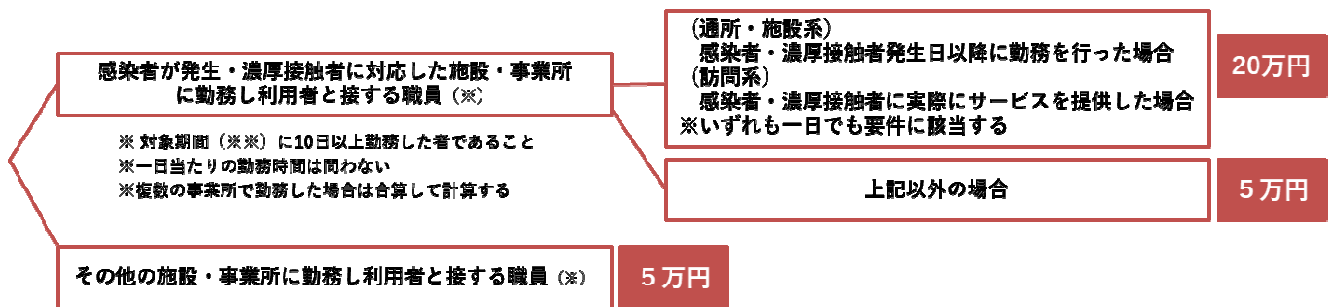 感染者が発生・濃厚接触者に対応した施設・事業所
に勤務し利用者と接する職員（※）
※ 対象期間（※※）に10日以上勤務した者であること
※一日当たりの勤務時間は問わない
※複数の事業所で勤務した場合は合算して計算する
（通所・施設系）
感染者・濃厚接触者発生日以降に勤務を行った場合
（訪問系）
感染者・濃厚接触者に実際にサービスを提供した場合
※いずれも一日でも要件に該当する
20万円
上記以外の場合
５万円
その他の施設・事業所に勤務し利用者と接する職員（※）
５万円